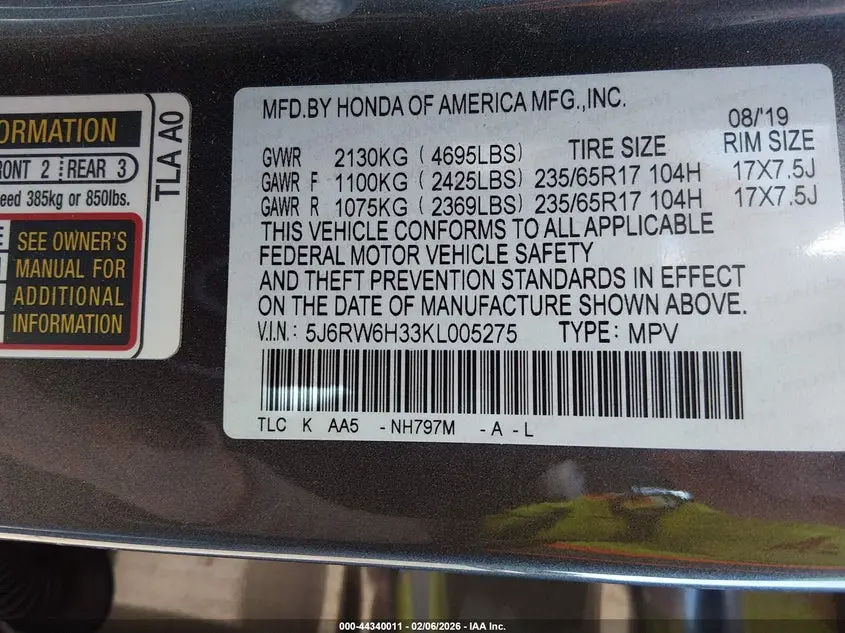 ORMATION
RONT 2 REAR 3
eed 385kg or 850lbs.
SEE OWNER'S
MANUAL FOR
ADDITIONAL
INFORMATION
TLA A0
MFD.BY HONDA OF AMERICA MFG.,INC.
08/'19
GVWR 2130KG ( 4695LBS) TIRE SIZE RIM SIZE
GAWR F 1100KG ( 2425LBS) 235/65R17 104H 17X7.5J
GAWR R 1075KG ( 2369LBS) 235/65R17 104H 17X7.5J
THIS VEHICLE CONFORMS TO ALL APPLICABLE
FEDERAL MOTOR VEHICLE SAFETY
AND THEFT PREVENTION STANDARDS IN EFFECT
ON THE DATE OF MANUFACTURE SHOWN ABOVE.
V.I.N.: 5J6RW6H33KL005275 TYPE: MPV
TLC K AA5 -NH797M -A -L
000-44340011 - 02/06/2026 - IAA Inc.